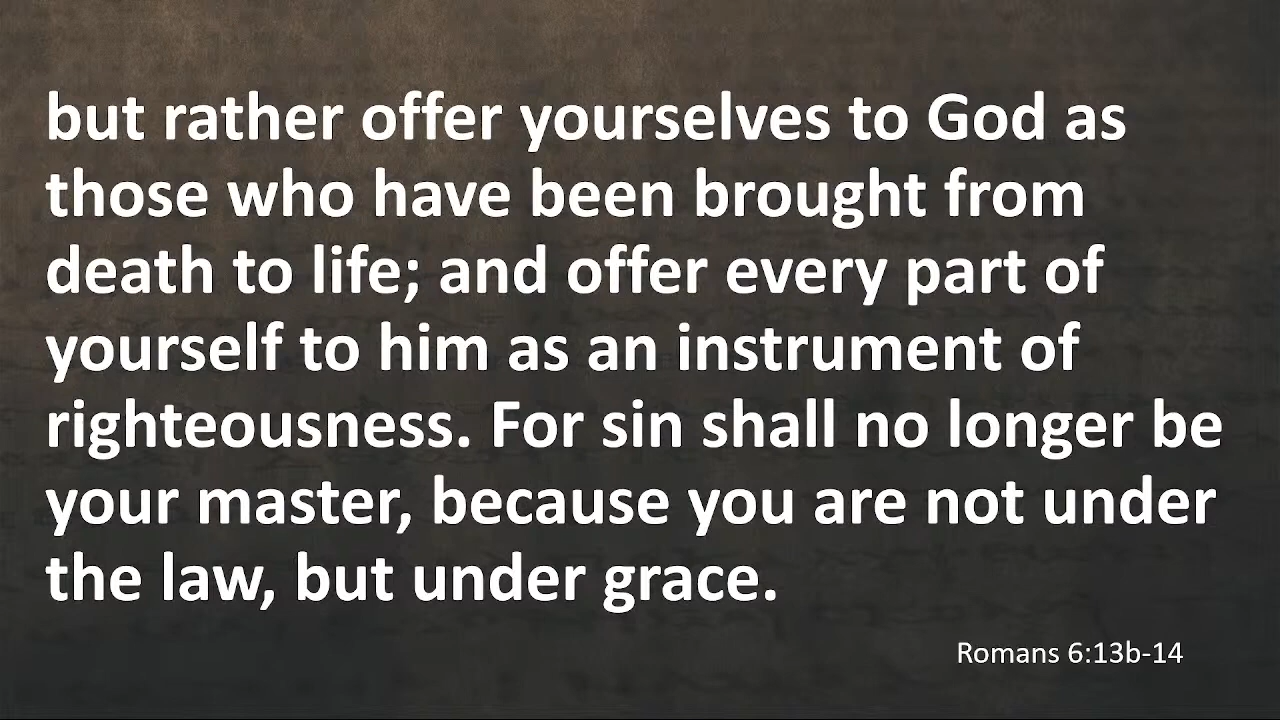 but rather offer yourselves to God as
those who have been brought from
death to life; and offer every part of
yourself to him as an instrument of
righteousness. For sin shall no longer be
your master, because you are not under
the law, but under grace.
Romans 6:13b-14